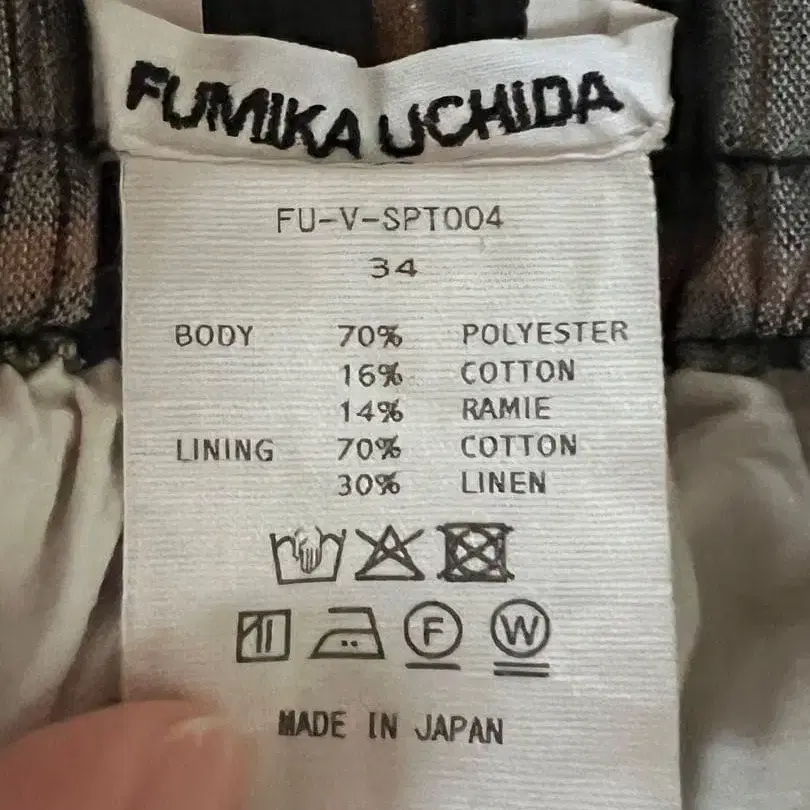 FUMIKA UCHIDA
FU-V-SPT004
34
BODY 70% POLYESTER
16% COTTON
14% RAMIE
LINING 70% COTTON
30% LINEN
F W
MADE IN JAPAN